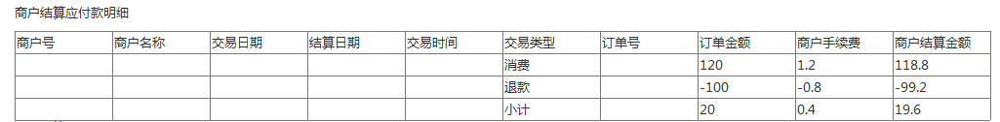 商户结算应付款明细
商户号 商户名称 交易日期 结算日期 交易时间 交易类型 订单号 订单金额 商户手续费 商户结算金额
消费 120 1.2 118.8
退款 -100 -0.8 -99.2
小计 20 0.4 19.6